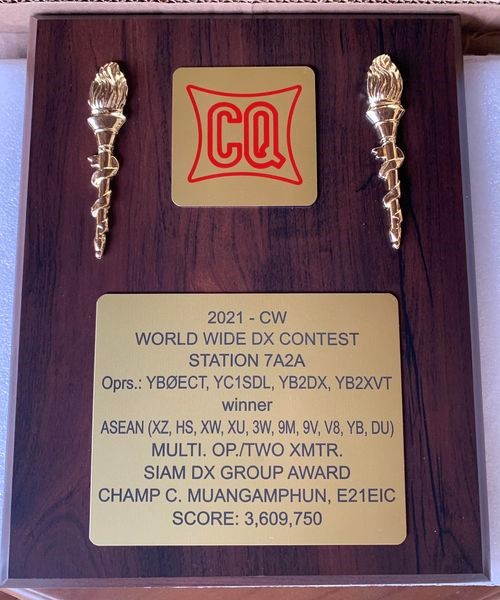 CQ
2021 - CW
WORLD WIDE DX CONTEST
STATION 7A2A
Oprs.: YBØECT, YC1SDL, YB2DX, YB2XVT
winner
ASEAN (XZ, HS, XW, XU, 3W, 9M, 9V, V8, YB, DU)
MULTI. OP./TWO XMTR.
SIAM DX GROUP AWARD
CHAMP C. MUANGAMPHUN, E21EIC
SCORE: 3,609,750